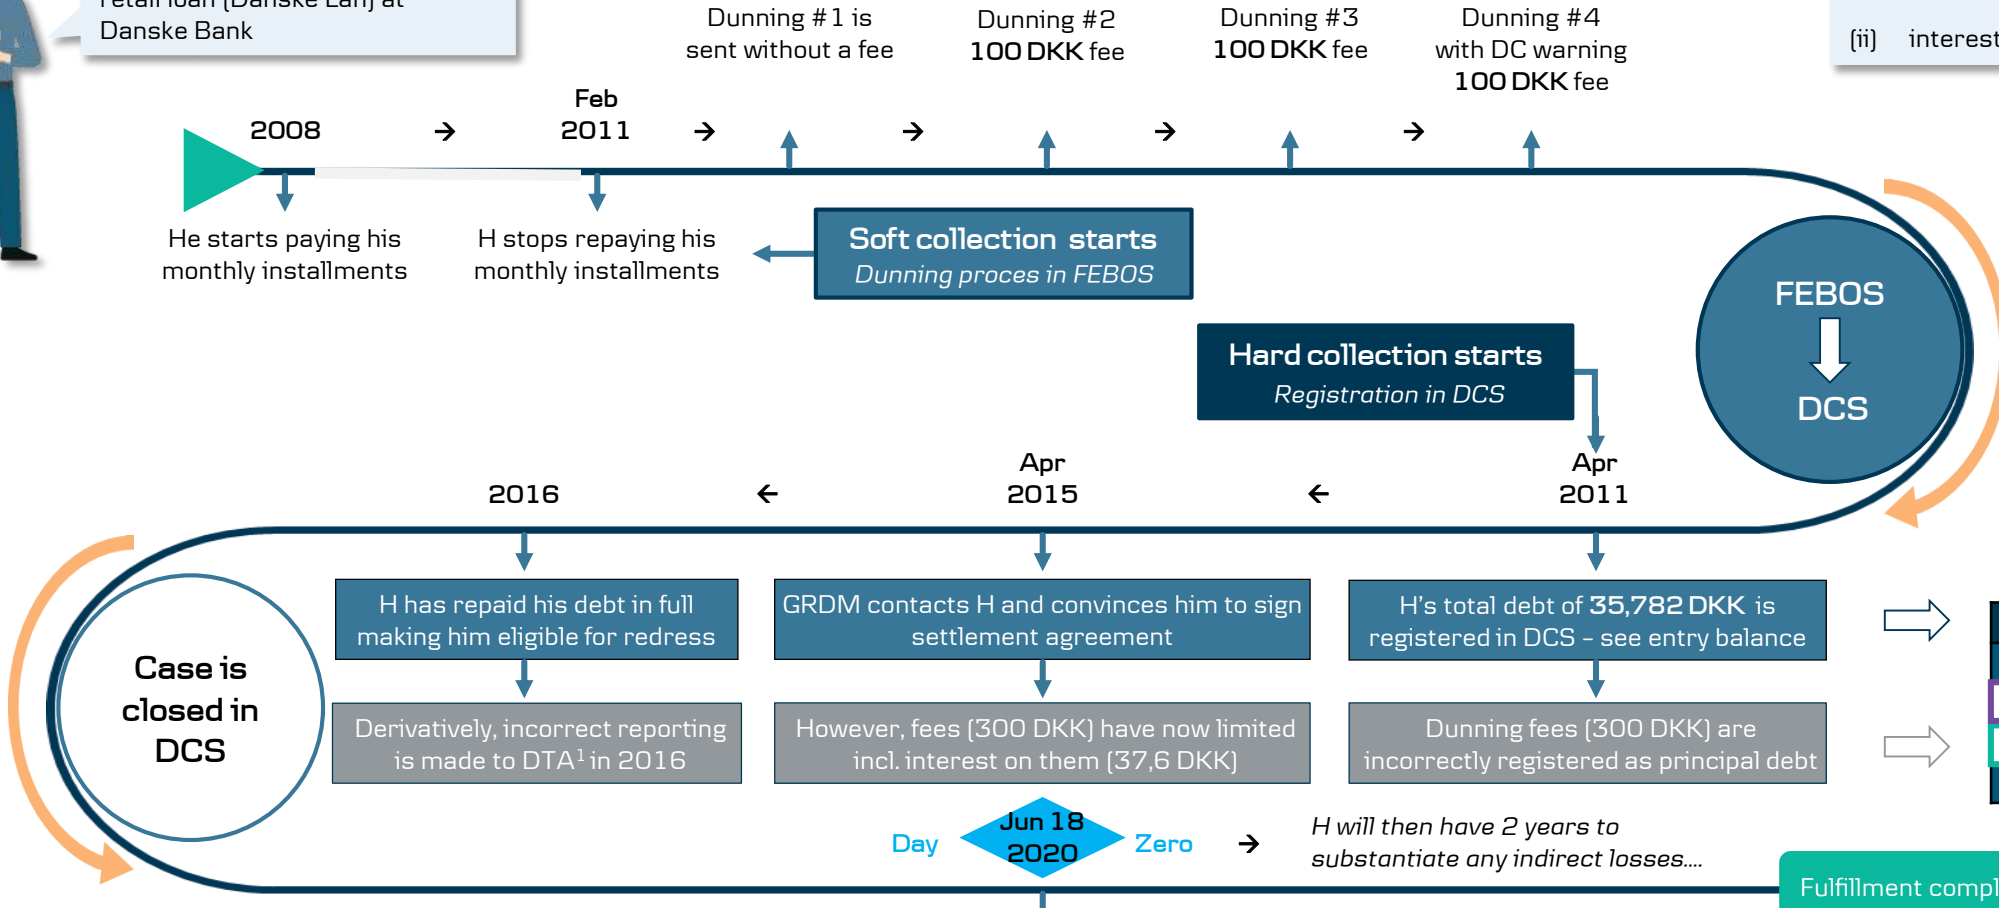 retail loan (Danske Lån) at
Danske Bank
Dunning #1 is
sent without a fee
Dunning #2
100 DKK fee
Dunning #3
100 DKK fee
Dunning #4
with DC warning
100 DKK fee
(ii) interest
2008 → Feb
2011 → → → →
He starts paying his
monthly installments
H stops repaying his
monthly installments
Soft collection starts
Dunning proces in FEBOS
FEBOS
DCS
Hard collection starts
Registration in DCS
2016 ← Apr
2015 ← Apr
2011
H has repaid his debt in full
making him eligible for redress
GRDM contacts H and convinces him to sign
settlement agreement
H's total debt of 35,782 DKK is
registered in DCS – see entry balance
Case is
closed in
DCS
Derivatively, incorrect reporting
is made to DTA1 in 2016
However, fees (300 DKK) have now limited
incl. interest on them (37,6 DKK)
Dunning fees (300 DKK) are
incorrectly registered as principal debt
Day Jun 18
2020 Zero →
H will then have 2 years to
substantiate any indirect losses....
Fulfillment compl